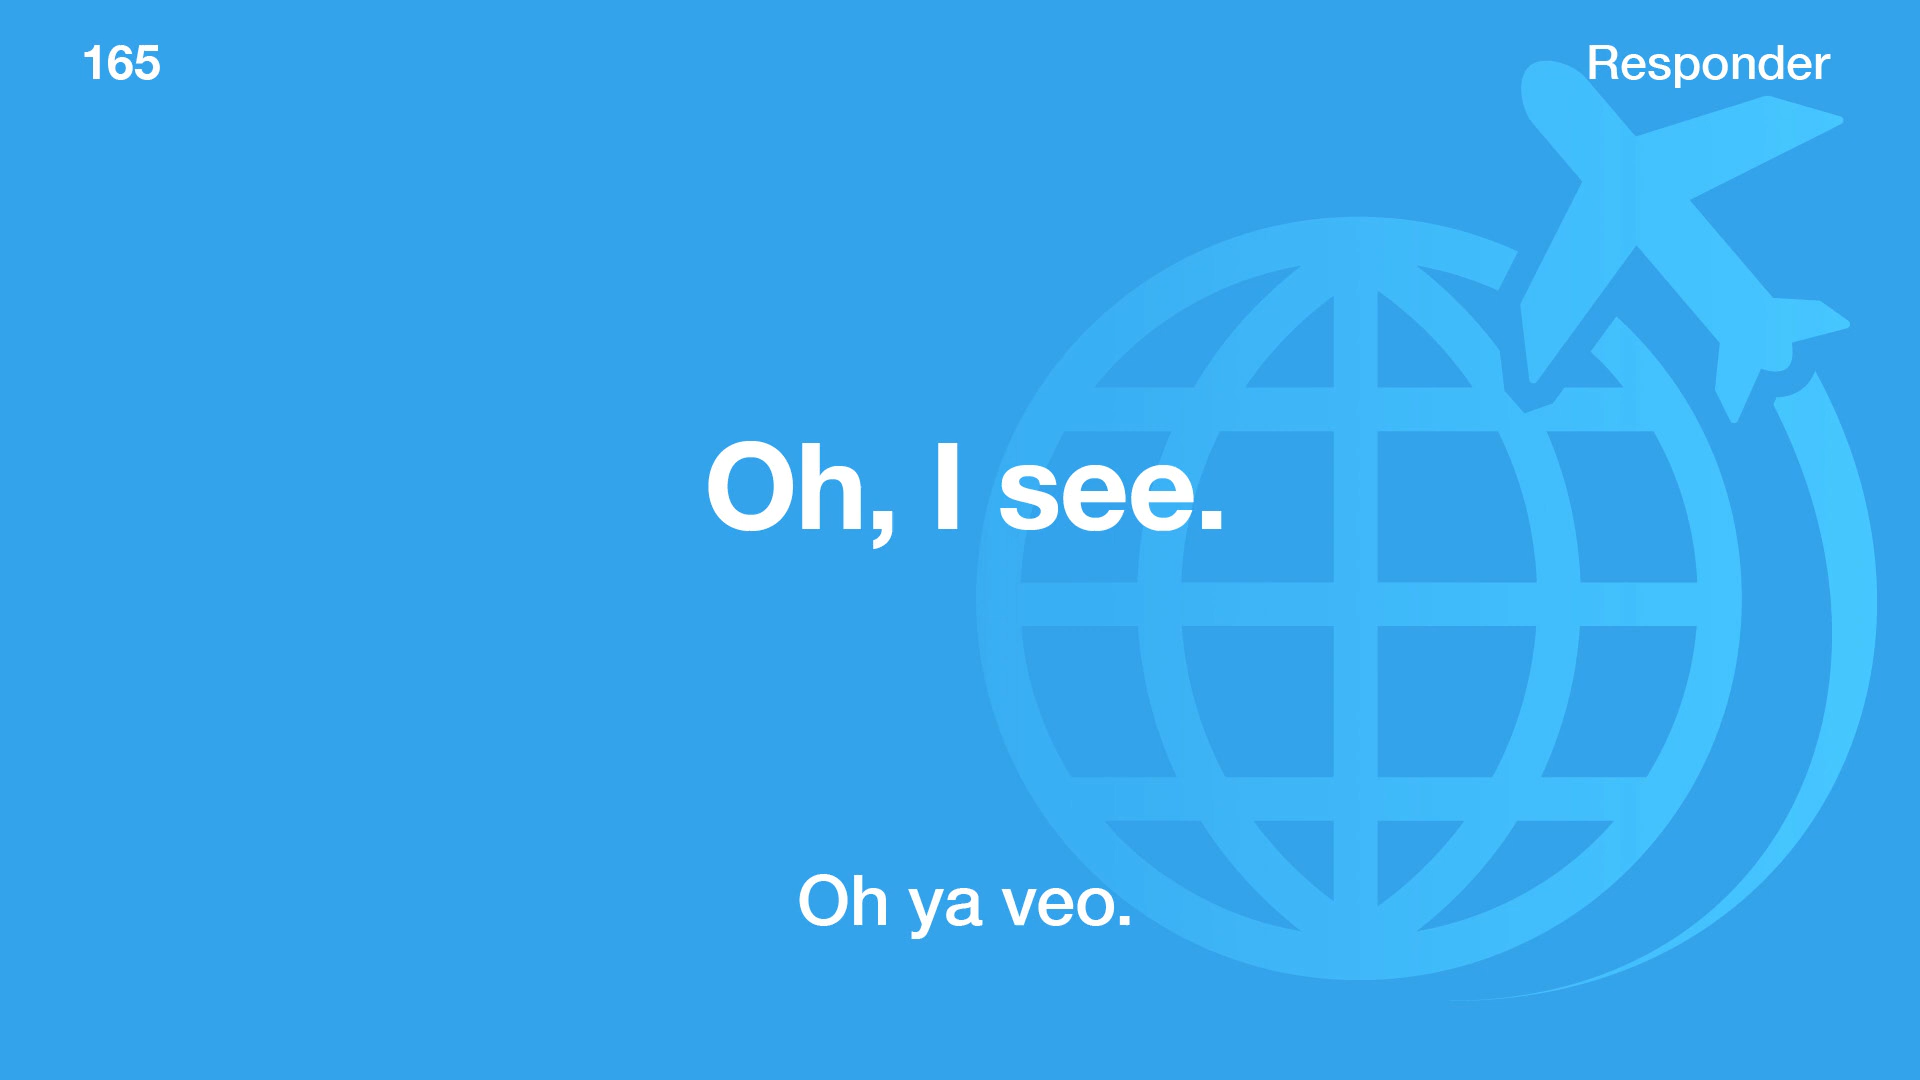 165
Responder
Oh, I see.
Oh ya veo.